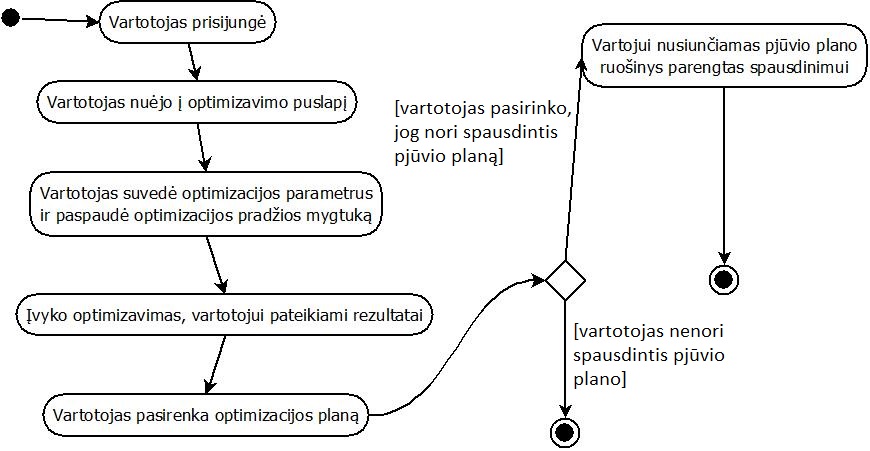 Vartotojas prisijungė
Vartotojas nuėjo į optimizavimo puslapį
Vartotojas suvedė optimizacijos parametrus
ir paspaudė optimizacijos pradžios mygtuką
Įvyko optimizavimas, vartotojui pateikiami rezultatai
Vartotojas pasirenka optimizacijos planą
[vartotojas pasirinko,
jog nori spausdintis
pjūvio planą]
Vartojui nusiunčiamas pjūvio plano
ruošinys parengtas spausdinimui
[vartotojas nenori
spausdintis pjūvio
plano]